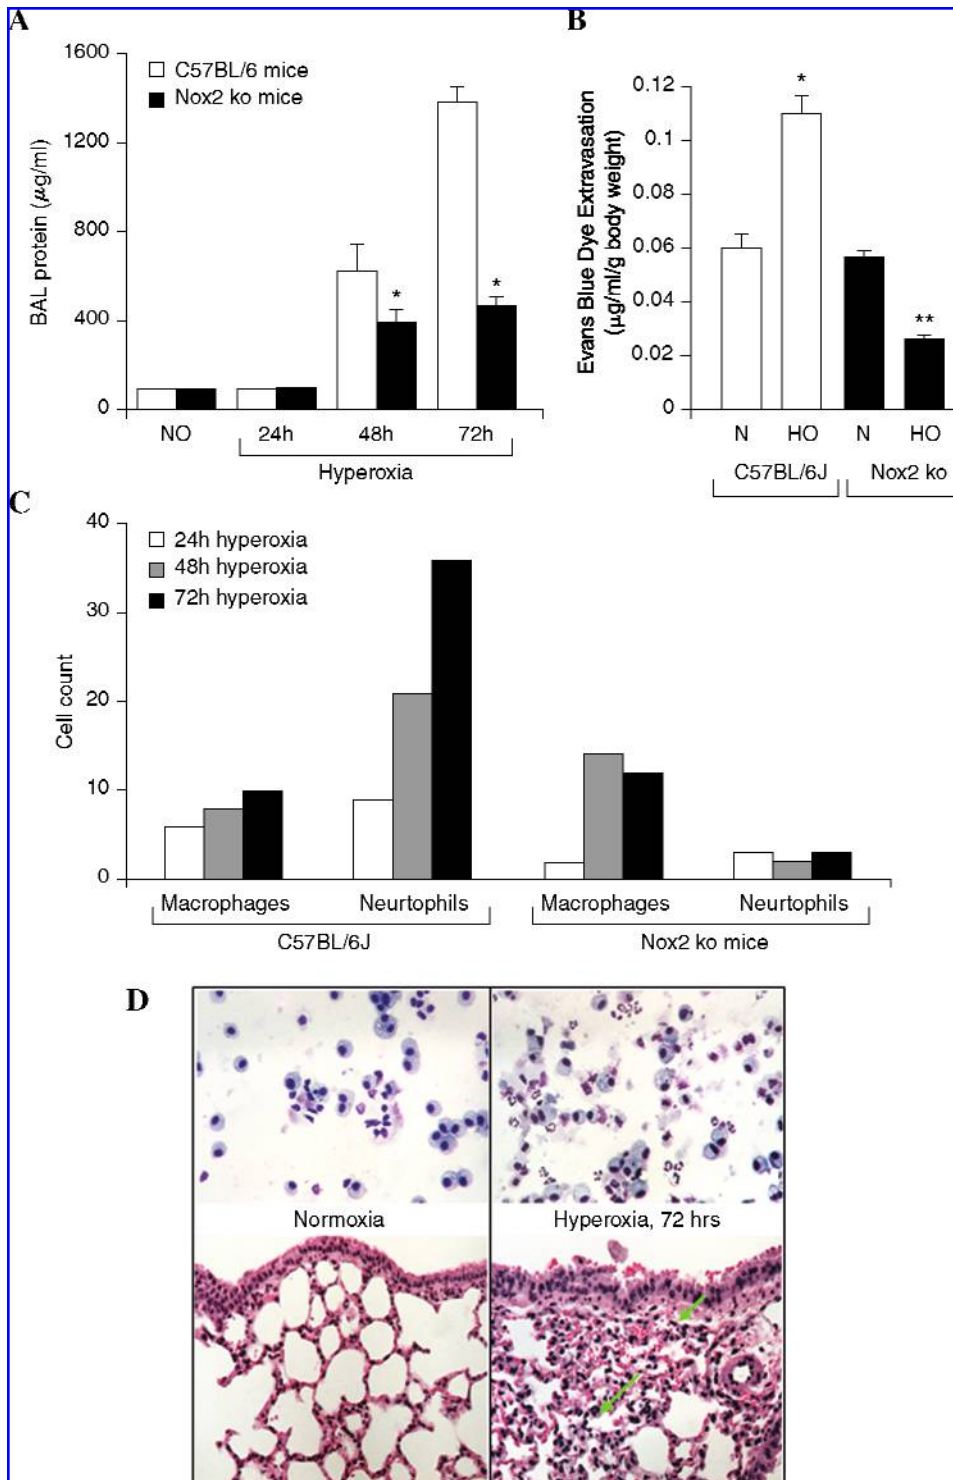 A
1600
1200
800
400
0
BAL protein (μg/ml)
C57BL/6 mice
Nox2 ko mice
*
*
NO
24h
48h
72h
Hyperoxia
B
0.12
0.1
0.08
0.06
0.04
0.02
0
Evans Blue Dye Extravasation
(μg/ml/g body weight)
*
**
N
HO
N
HO
C57BL/6J
Nox2 ko
C
40
30
20
10
0
Cell count
24h hyperoxia
48h hyperoxia
72h hyperoxia
Macrophages
Neurtophils
Macrophages
Neurtophils
C57BL/6J
Nox2 ko mice
D
Normoxia
Hyperoxia, 72 hrs